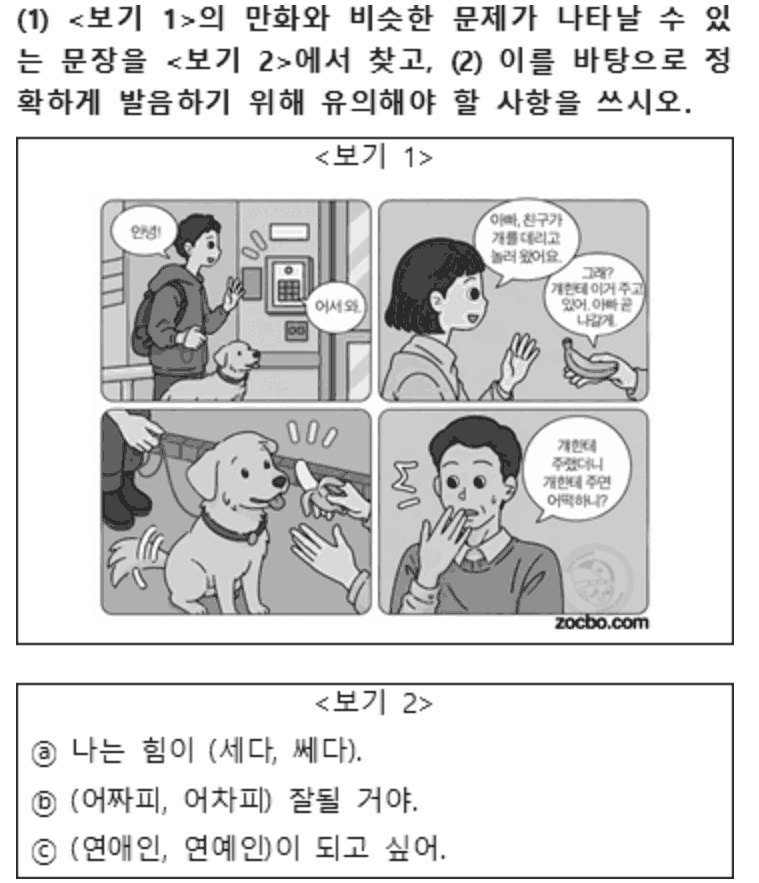 (1) <보기 1>의 만화와 비슷한 문제가 나타날 수 있
는 문장을 <보기 2>에서 찾고, (2) 이를 바탕으로 정
확하게 발음하기 위해 유의해야 할 사항을 쓰시오.
<보기 1>
안녕!
어서 와.
아빠, 친구가
개를 데리고
놀러 왔어요.
그래?
걔한테 이거 주고
있어. 아빠 곧
나갈게.
걔한테
주랬더니
개한테 주면
어떡하니?
zocbo.com
<보기 2>
ⓐ 나는 힘이 (세다, 쎄다).
ⓑ (어짜피, 어차피) 잘될 거야.
ⓒ (연애인, 연예인)이 되고 싶어.